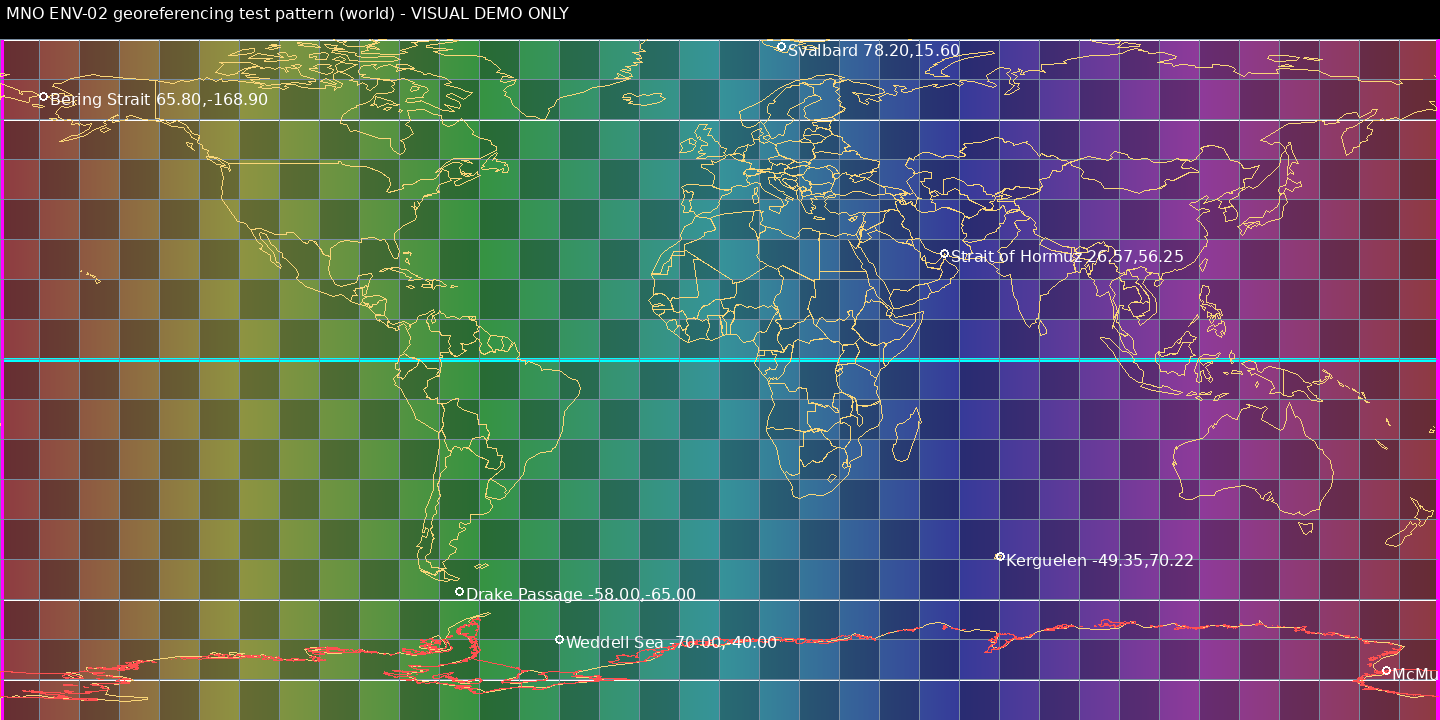 MNO ENV-02 georeferencing test pattern (world) - VISUAL DEMO ONLY
Svalbard 78.20,15.60
Bering Strait 65.80,-168.90
Strait of Hormuz 26.57,56.25
Kerguelen -49.35,70.22
Drake Passage -58.00,-65.00
Weddell Sea -70.00,-40.00
McMu